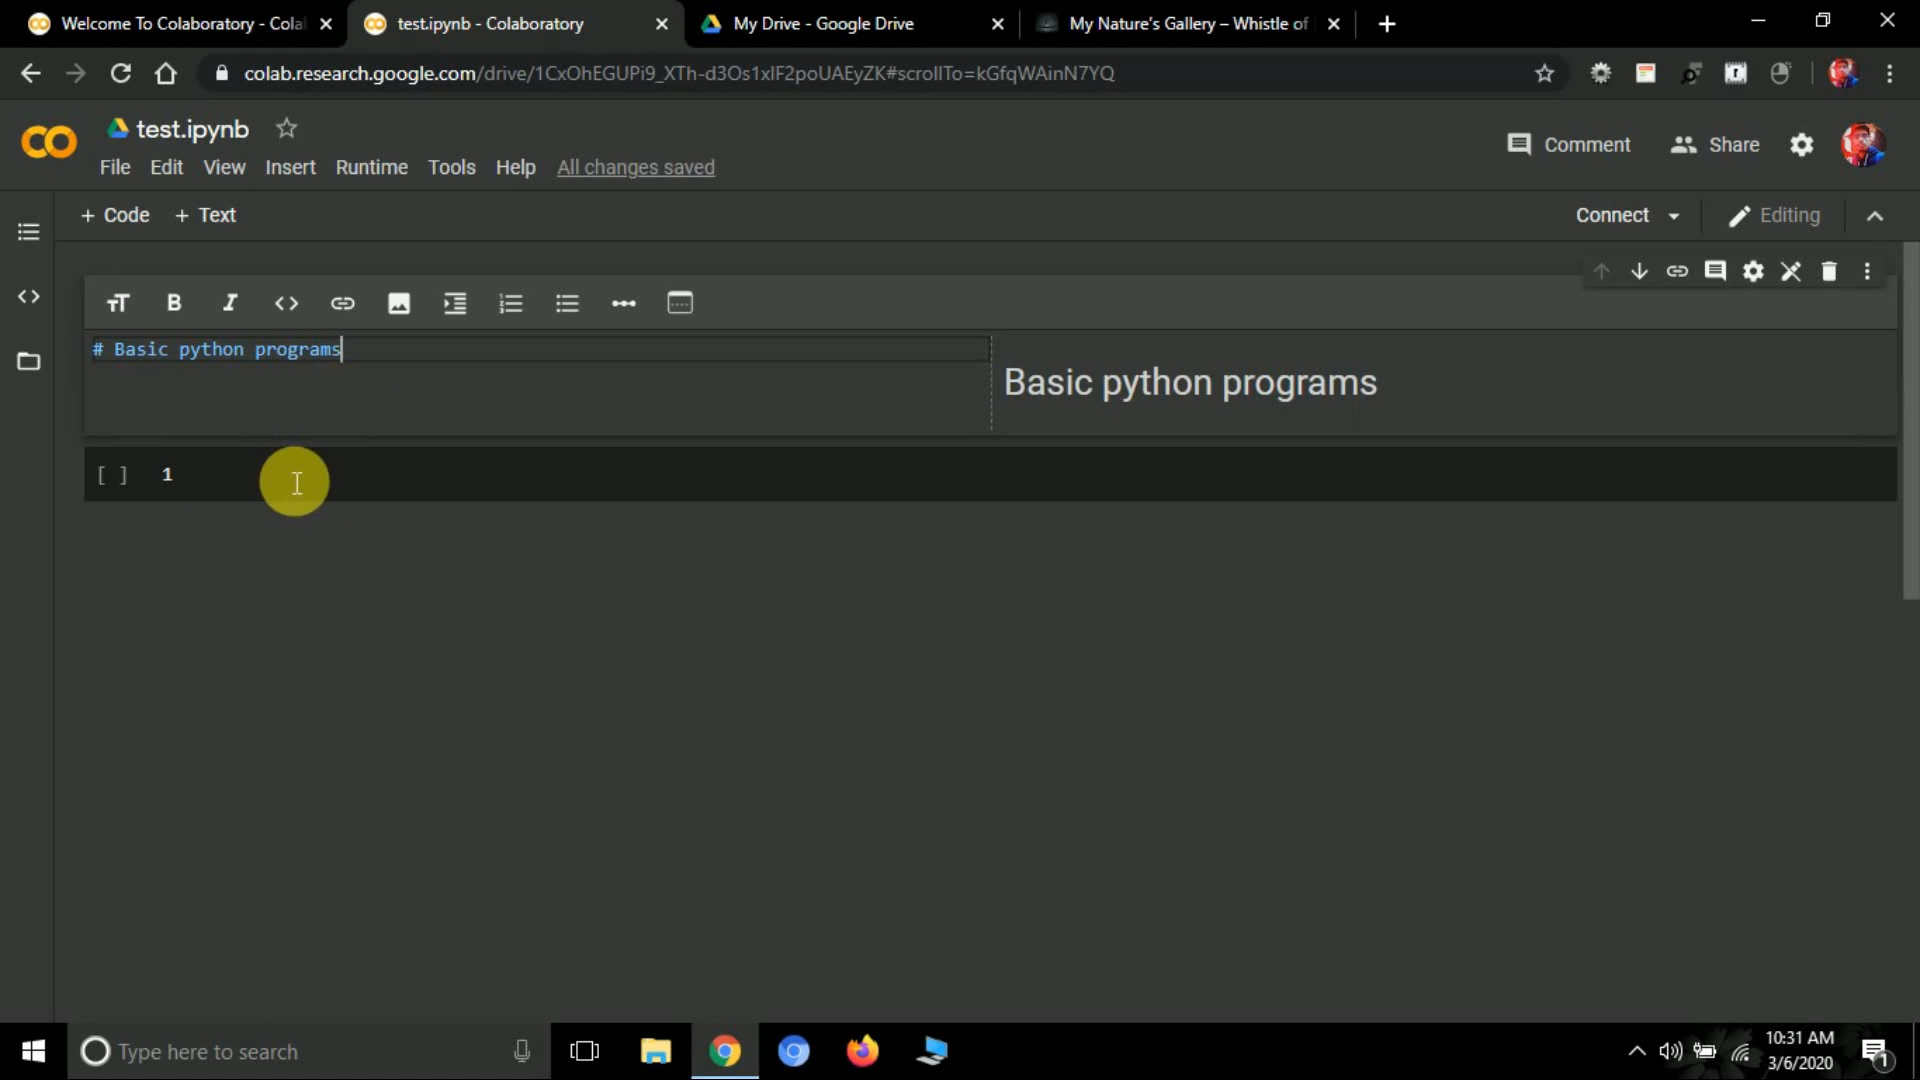 Welcome To Colaboratory - Cola
test.ipynb - Colaboratory
My Drive - Google Drive
My Nature's Gallery – Whistle of
colab.research.google.com/drive/1CxOhEGUPi9_XTh-d3Os1xIF2poUAEyZK#scrollTo=kGfqWAinN7YQ
test.ipynb
Comment
Share
File Edit View Insert Runtime Tools Help All changes saved
+ Code + Text
Connect
Editing
# Basic python programs
Basic python programs
[ ] 1
Type here to search
10:31 AM
3/6/2020
1